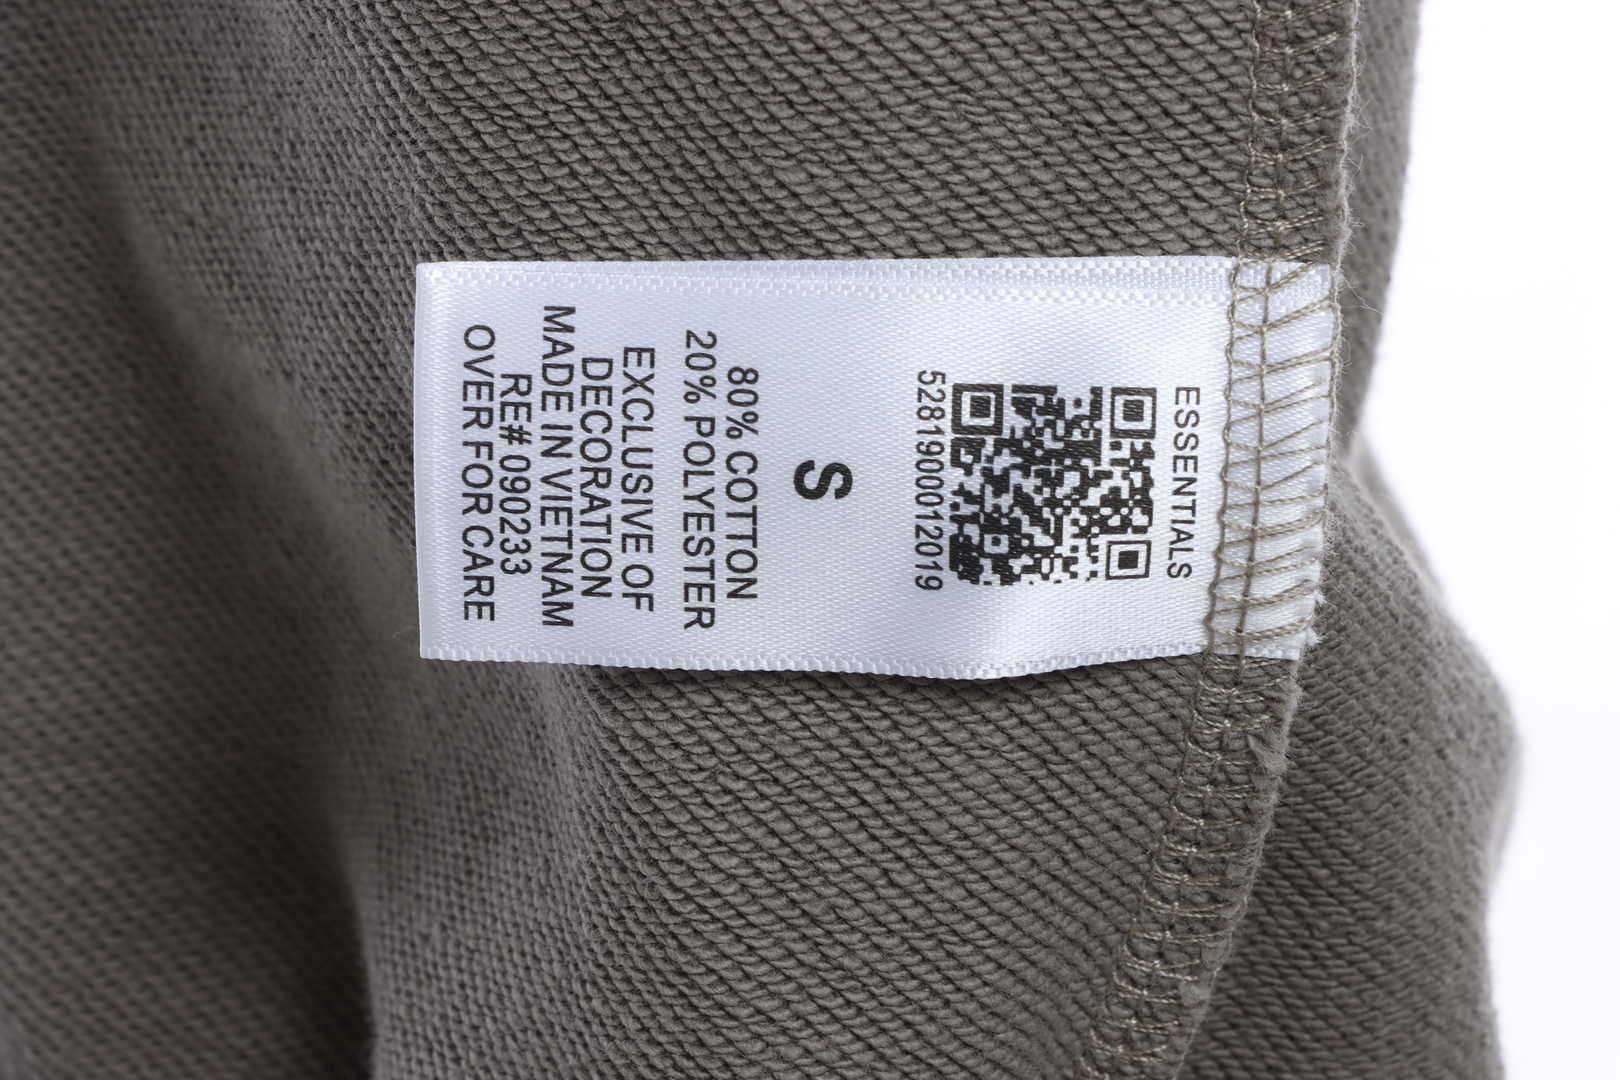 ESSENTIALS
5281900012019
S
80% COTTON
20% POLYESTER
EXCLUSIVE OF
DECORATION
MADE IN VIETNAM
RE# 090233
OVER FOR CARE